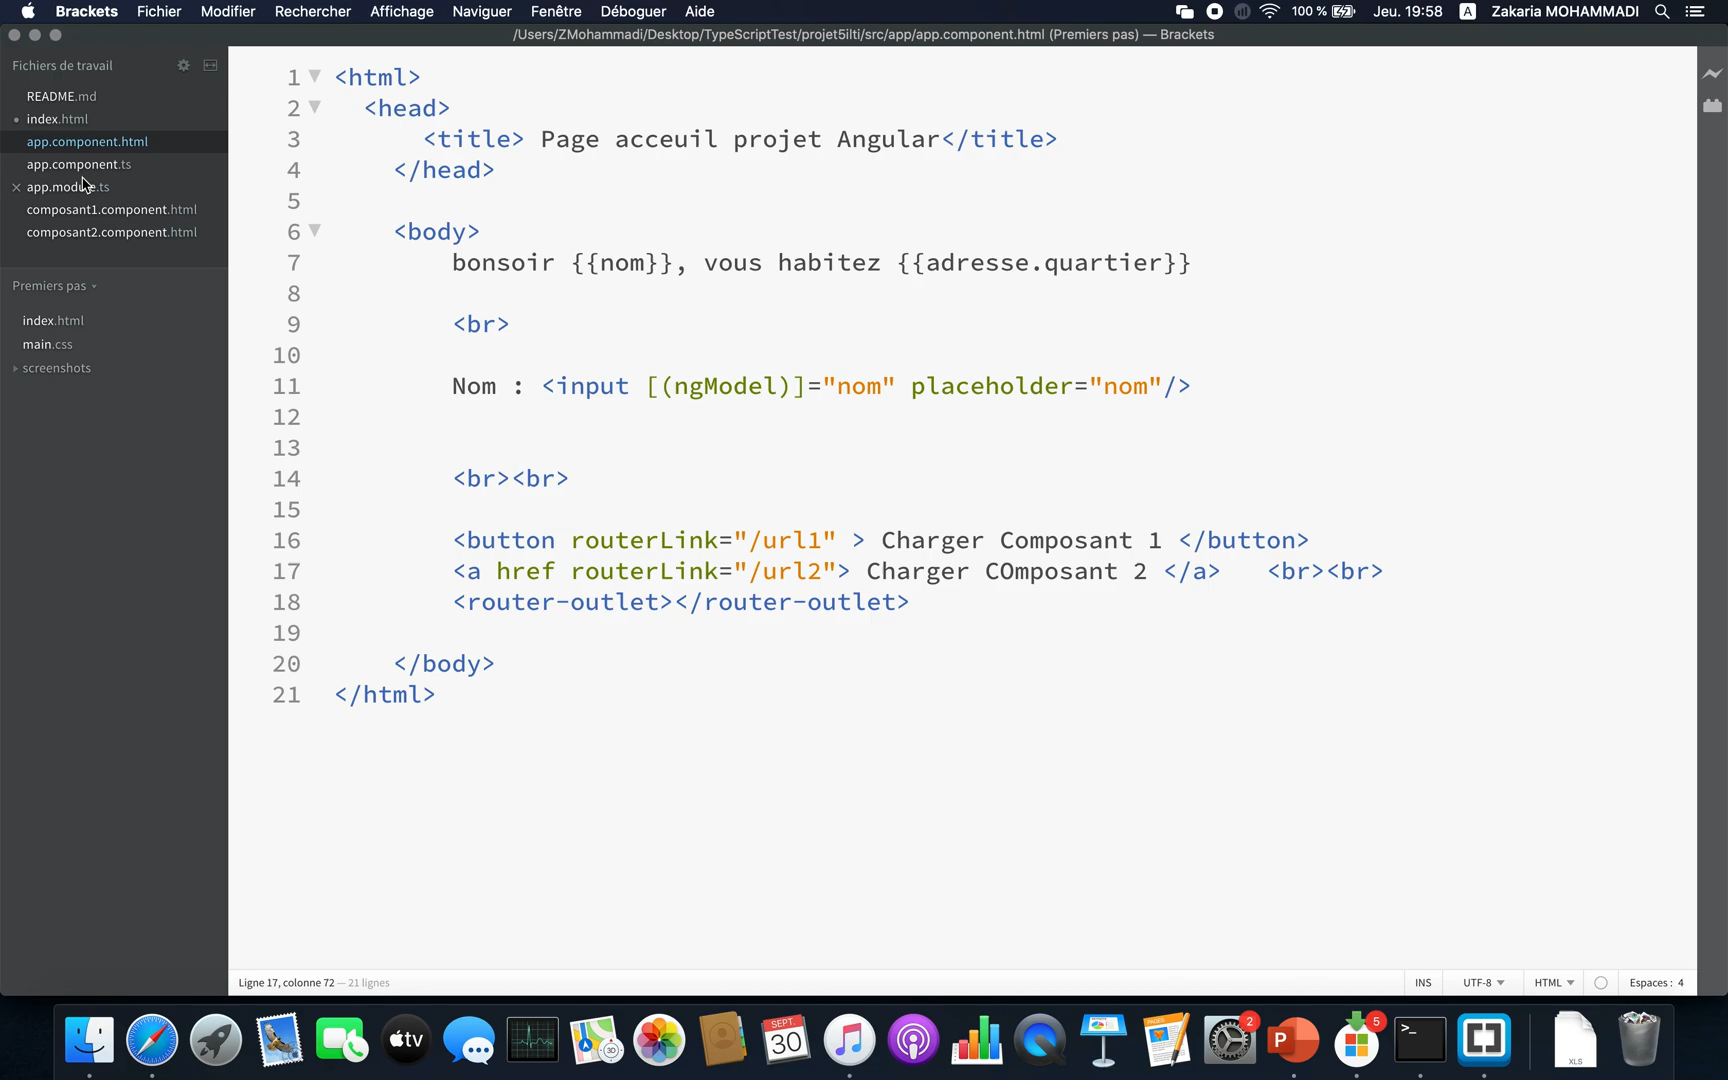 Brackets Fichier Modifier Rechercher Affichage Naviguer Fenêtre Déboguer Aide 100 % Jeu. 19:58 A Zakaria MOHAMMADI
/Users/ZMohammadi/Desktop/TypeScriptTest/projet5ilti/src/app/app.component.html (Premiers pas) — Brackets
Fichiers de travail
README.md
index.html
app.component.html
app.component.ts
app.module.ts
composant1.component.html
composant2.component.html
Premiers pas
index.html
main.css
screenshots
1 <html>
2 <head>
3 <title> Page acceuil projet Angular</title>
4 </head>
5
6 <body>
7 bonsoir {{nom}}, vous habitez {{adresse.quartier}}
8
9 <br>
10
11 Nom : <input [(ngModel)]="nom" placeholder="nom"/>
12
13
14 <br><br>
15
16 <button routerLink="/url1" > Charger Composant 1 </button>
17 <a href routerLink="/url2"> Charger COmposant 2 </a> <br><br>
18 <router-outlet></router-outlet>
19
20 </body>
21 </html>
Ligne 17, colonne 72 — 21 lignes INS UTF-8 HTML Espaces : 4
tv SEPT. 30 2 P 5 >_ XLS